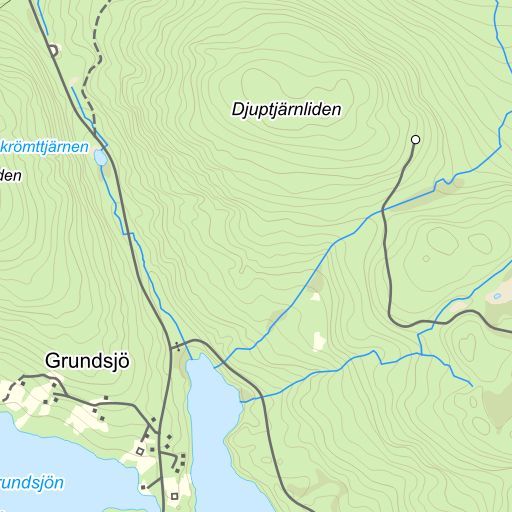 Djuptjärnliden
krömttjärnen
den
Grundsjö
rundsjön